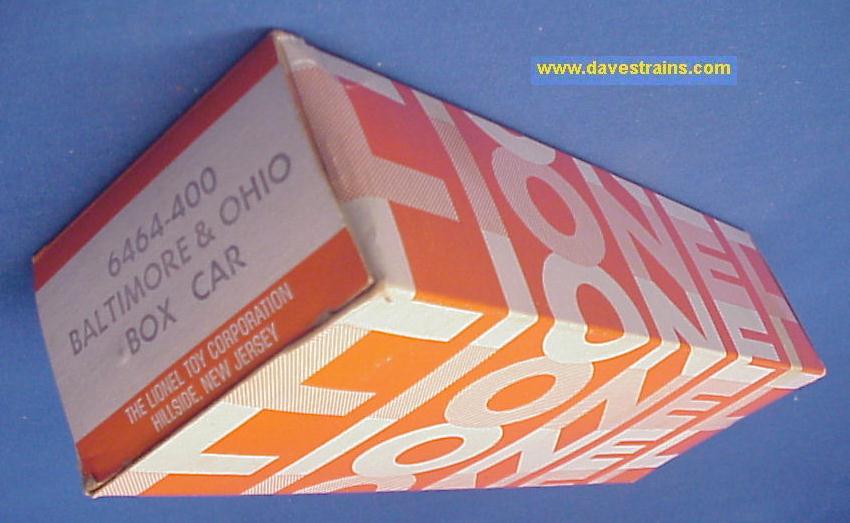 www.davestrains.com
6464-400
BALTIMORE & OHIO
BOX CAR
THE LIONEL TOY CORPORATION
HILLSIDE, NEW JERSEY
LIONEL
LIONEL
LIONEL
LIONEL